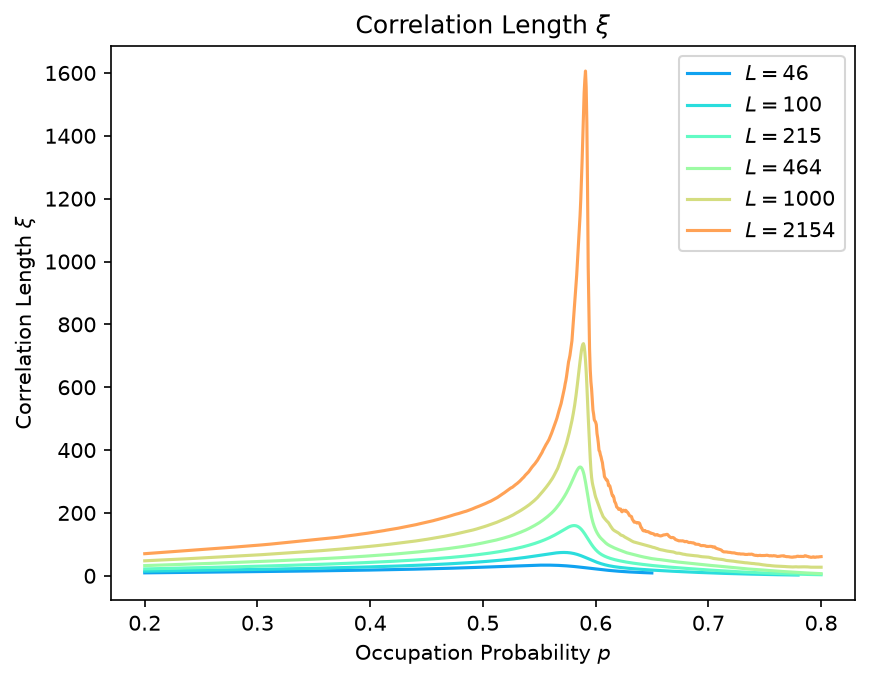 Correlation Length ξ
Correlation Length ξ
1600
1400
1200
1000
800
600
400
200
0
L = 46
L = 100
L = 215
L = 464
L = 1000
L = 2154
0.2 0.3 0.4 0.5 0.6 0.7 0.8
Occupation Probability p